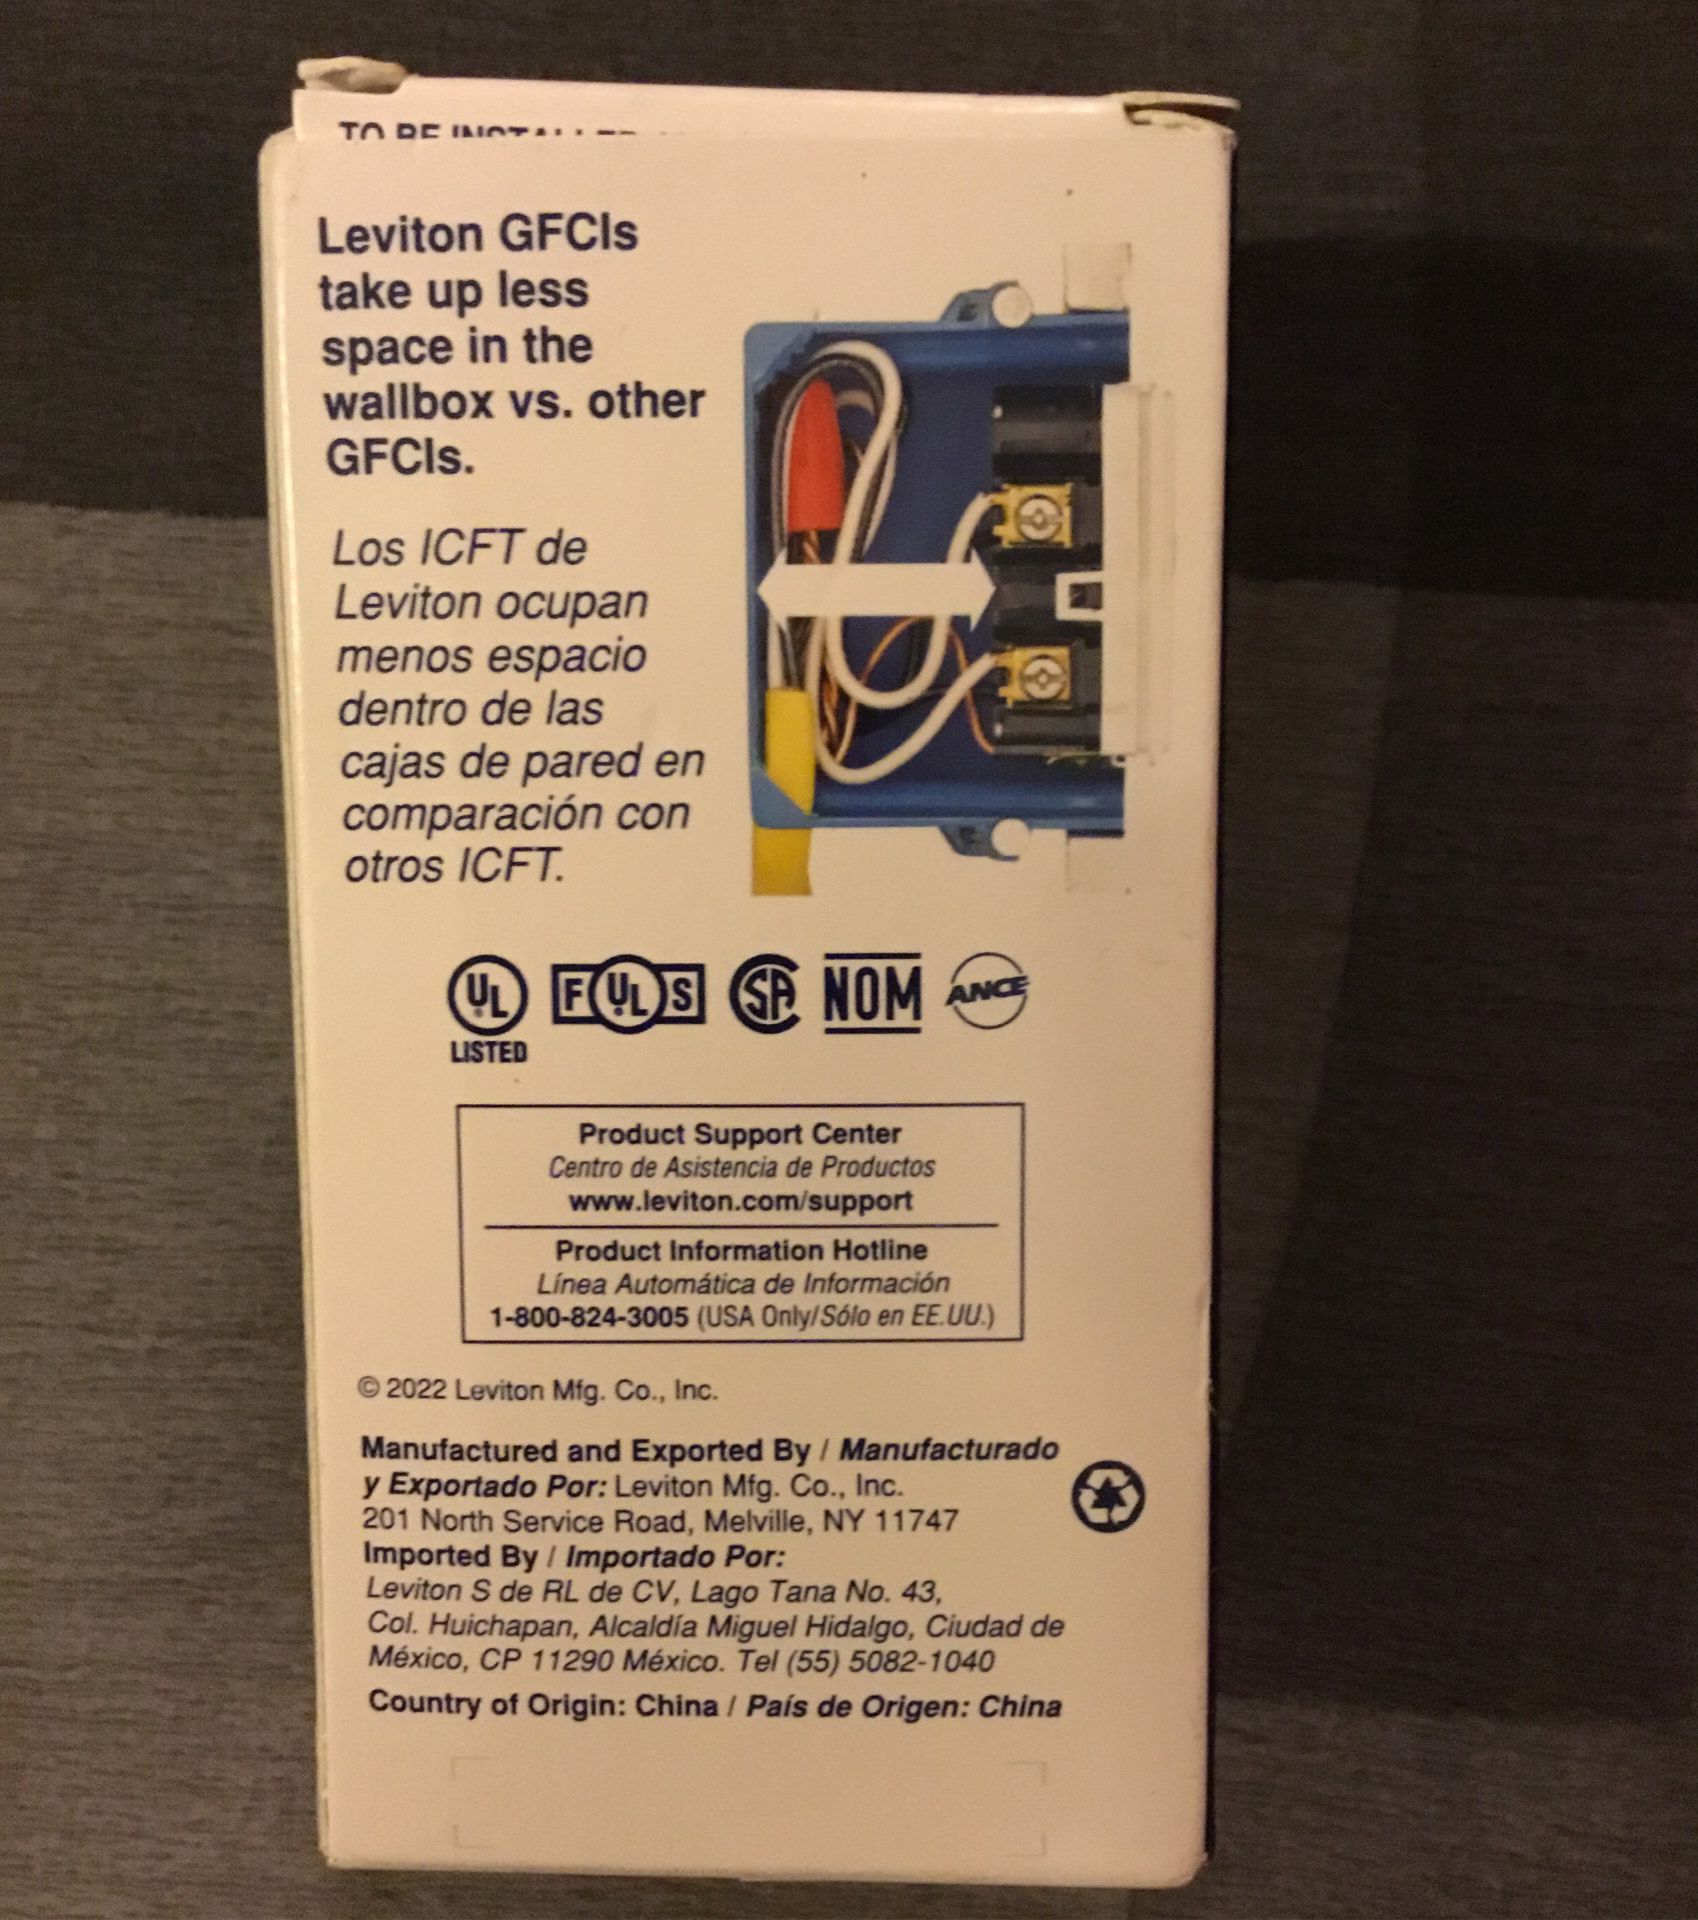 TO BE INSTALLED
Leviton GFCIs
take up less
space in the
wallbox vs. other
GFCIs.
Los ICFT de
Leviton ocupan
menos espacio
dentro de las
cajas de pared en
comparación con
otros ICFT.
UL® F UL® S SA NOM ANCE
LISTED
Product Support Center
Centro de Asistencia de Productos
www.leviton.com/support
Product Information Hotline
Línea Automática de Información
1-800-824-3005 (USA Only/Sólo en EE.UU.)
© 2022 Leviton Mfg. Co., Inc.
Manufactured and Exported By / Manufacturado
y Exportado Por: Leviton Mfg. Co., Inc.
201 North Service Road, Melville, NY 11747
Imported By / Importado Por:
Leviton S de RL de CV, Lago Tana No. 43,
Col. Huichapan, Alcaldía Miguel Hidalgo, Ciudad de
México, CP 11290 México. Tel (55) 5082-1040
Country of Origin: China / País de Origen: China